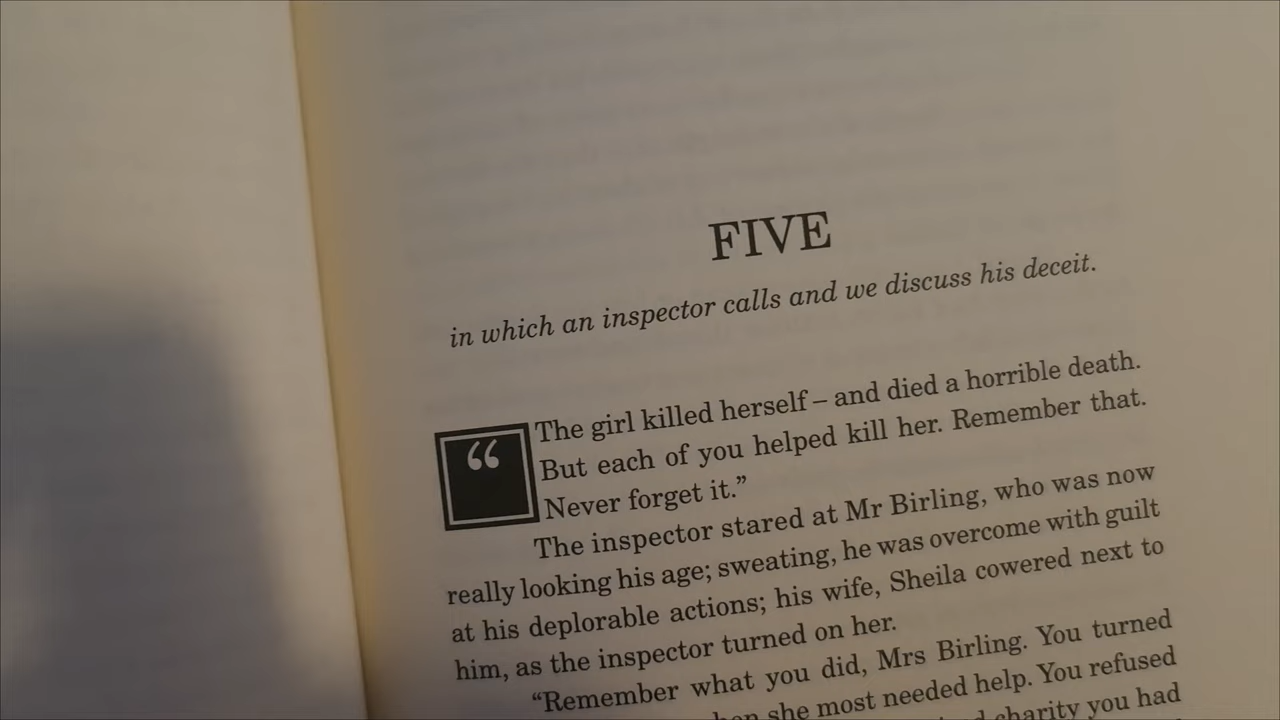 FIVE
in which an inspector calls and we discuss his deceit.
“The girl killed herself – and died a horrible death.
But each of you helped kill her. Remember that.
Never forget it.”
The inspector stared at Mr Birling, who was now
really looking his age; sweating, he was overcome with guilt
at his deplorable actions; his wife, Sheila cowered next to
him, as the inspector turned on her.
“Remember what you did, Mrs Birling. You turned
she most needed help. You refused
charity you had